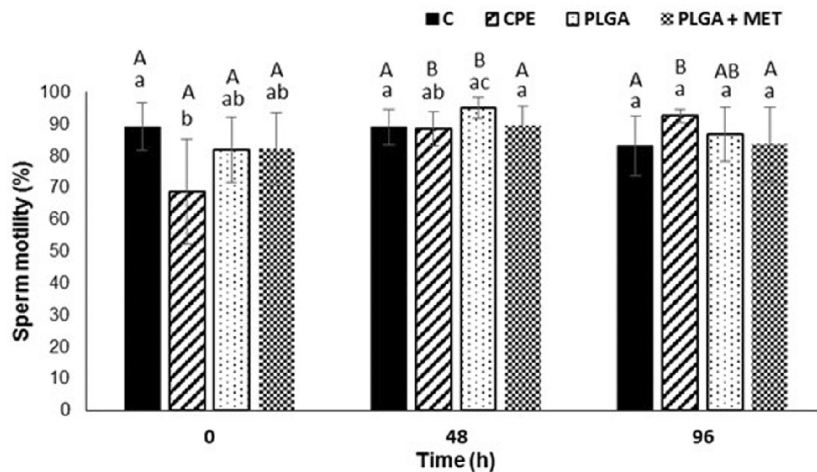 C CPE PLGA PLGA + MET
A A A A A B B A A B AB A
a b ab ab a ab ac a a a a a
100
90
80
70
60
50
40
30
20
10
0
Sperm motility (%)
0 48 96
Time (h)